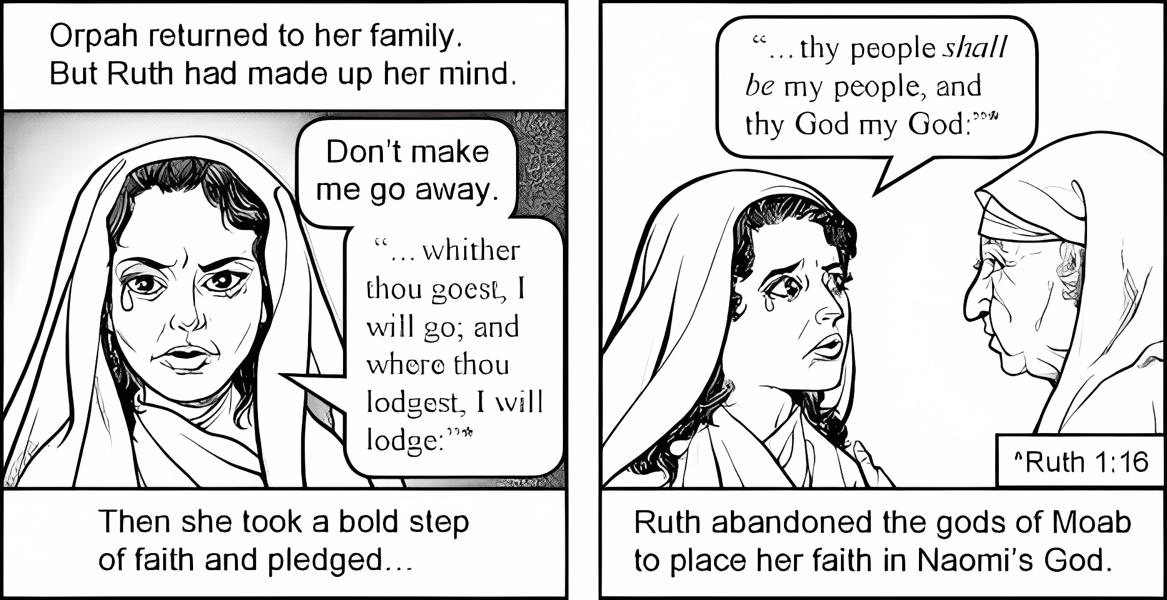 Orpah returned to her family.
But Ruth had made up her mind.
Don't make
me go away.
“... whither
thou goest, I
will go; and
where thou
lodgest, I will
lodge:”^
Then she took a bold step
of faith and pledged...
“...thy people shall
be my people, and
thy God my God:”^
^Ruth 1:16
Ruth abandoned the gods of Moab
to place her faith in Naomi's God.